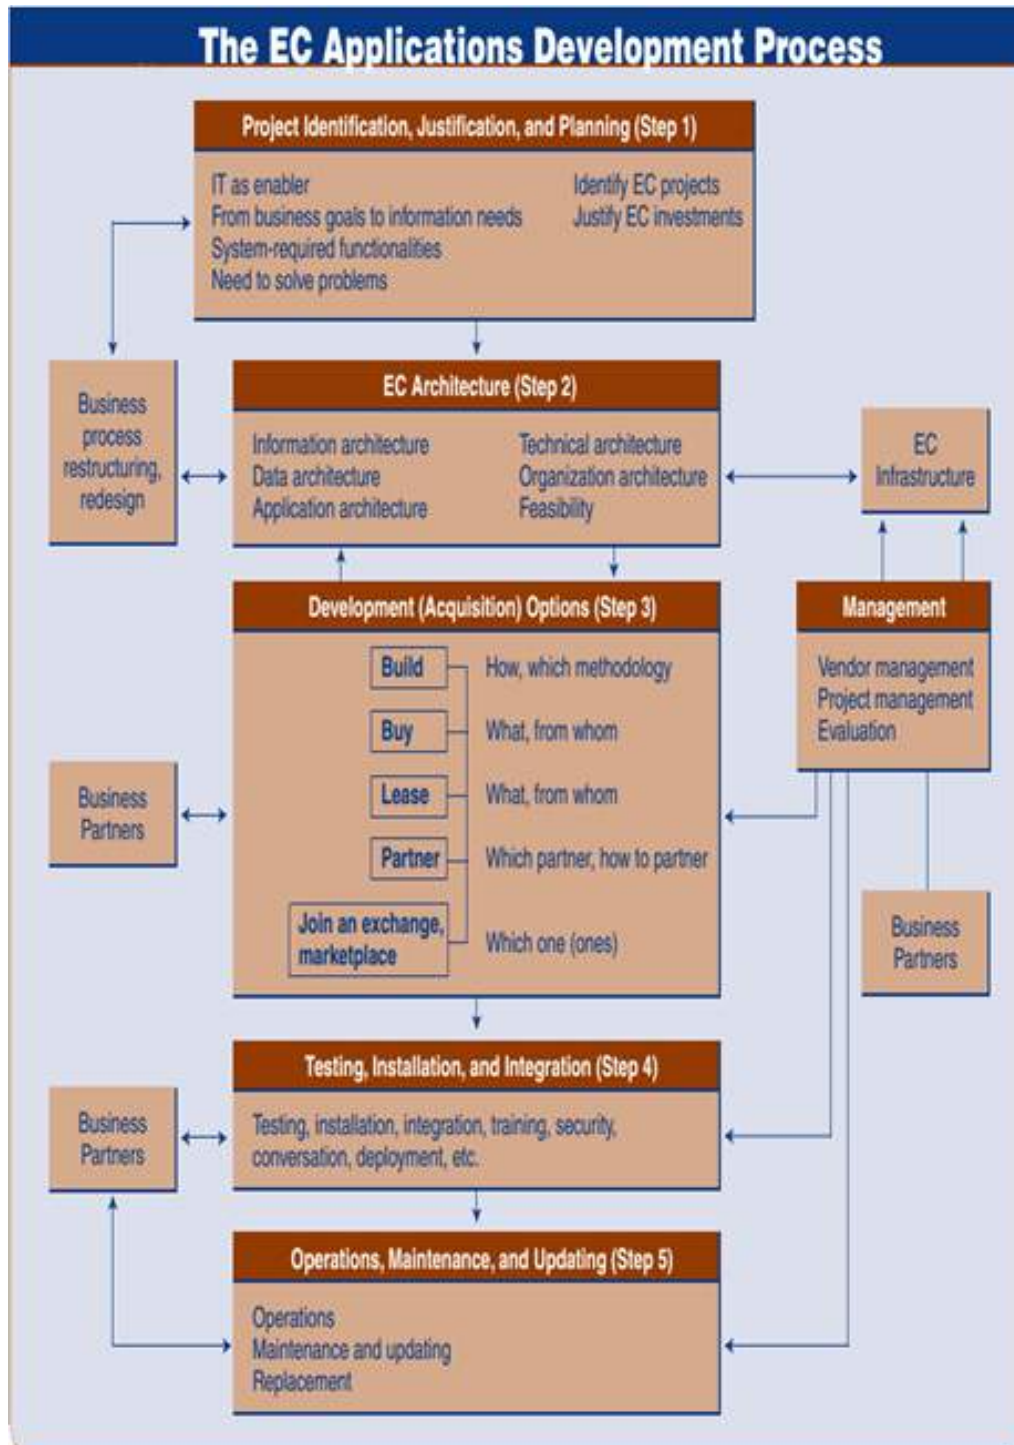 The EC Applications Development Process
Project Identification, Justification, and Planning (Step 1)
IT as enabler
From business goals to information needs
System-required functionalities
Need to solve problems
Identify EC projects
Justify EC investments
Business
process
restructuring,
redesign
EC Architecture (Step 2)
Information architecture
Data architecture
Application architecture
Technical architecture
Organization architecture
Feasibility
EC
Infrastructure
Development (Acquisition) Options (Step 3)
Build
How, which methodology
Buy
What, from whom
Lease
What, from whom
Partner
Which partner, how to partner
Join an exchange,
marketplace
Which one (ones)
Management
Vendor management
Project management
Evaluation
Business
Partners
Business
Partners
Testing, Installation, and Integration (Step 4)
Testing, installation, integration, training, security,
conversation, deployment, etc.
Business
Partners
Operations, Maintenance, and Updating (Step 5)
Operations
Maintenance and updating
Replacement